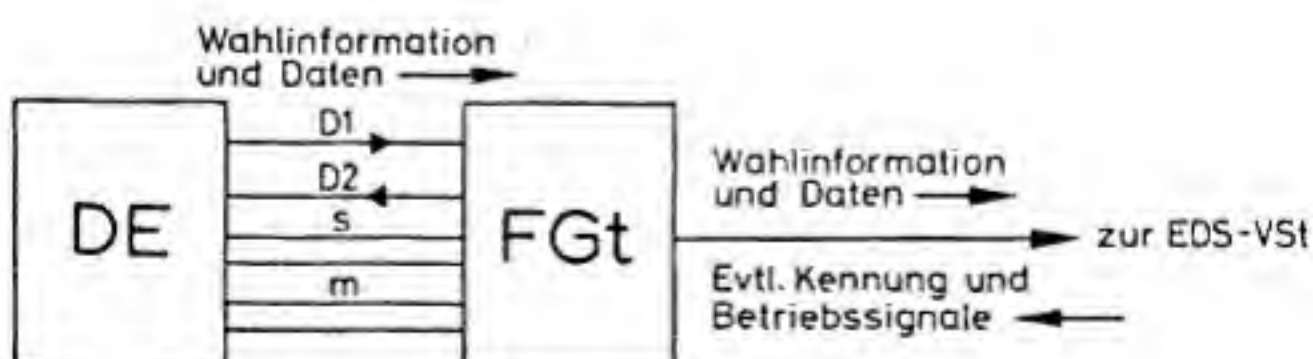 Wahlinformation
und Daten
D1
D2
s
m
DE
FGt
Wahlinformation
und Daten
zur EDS-VSt
Evtl. Kennung und
Betriebssignale